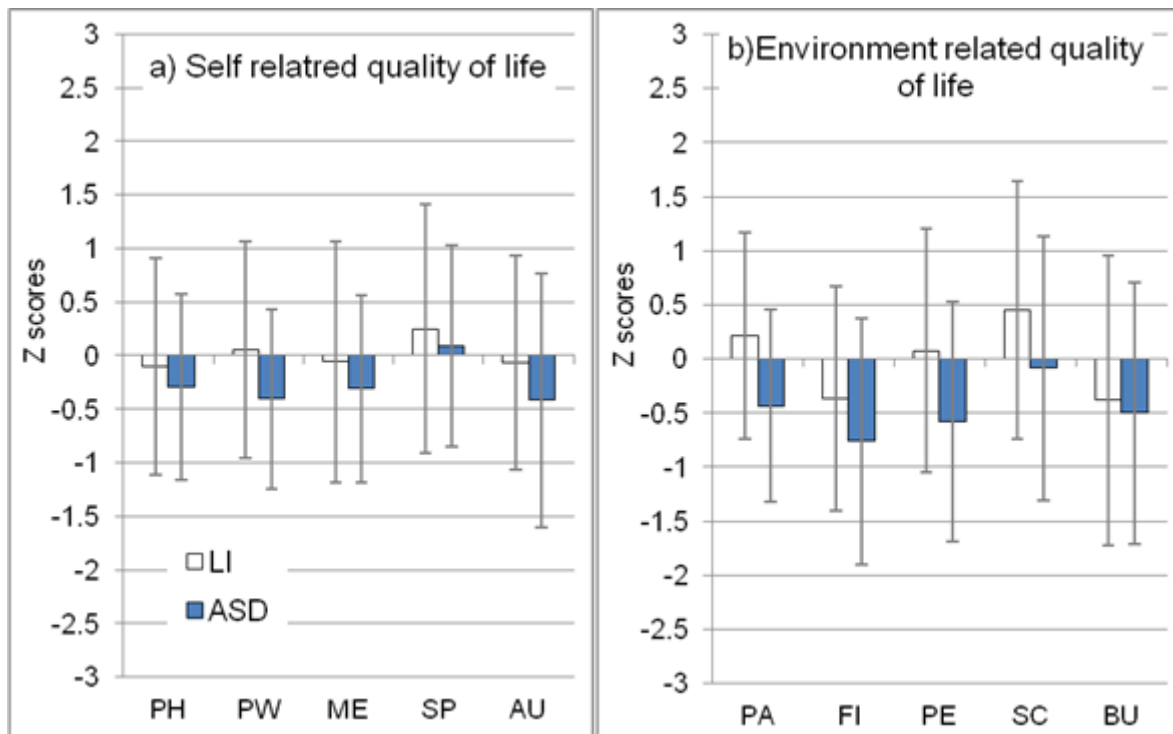 a) Self relatred quality of life
Z scores
3
2.5
2
1.5
1
0.5
0
-0.5
-1
-1.5
-2
-2.5
-3
LI
ASD
PH PW ME SP AU
b)Environment related quality
of life
Z scores
3
2.5
2
1.5
1
0.5
0
-0.5
-1
-1.5
-2
-2.5
-3
PA FI PE SC BU